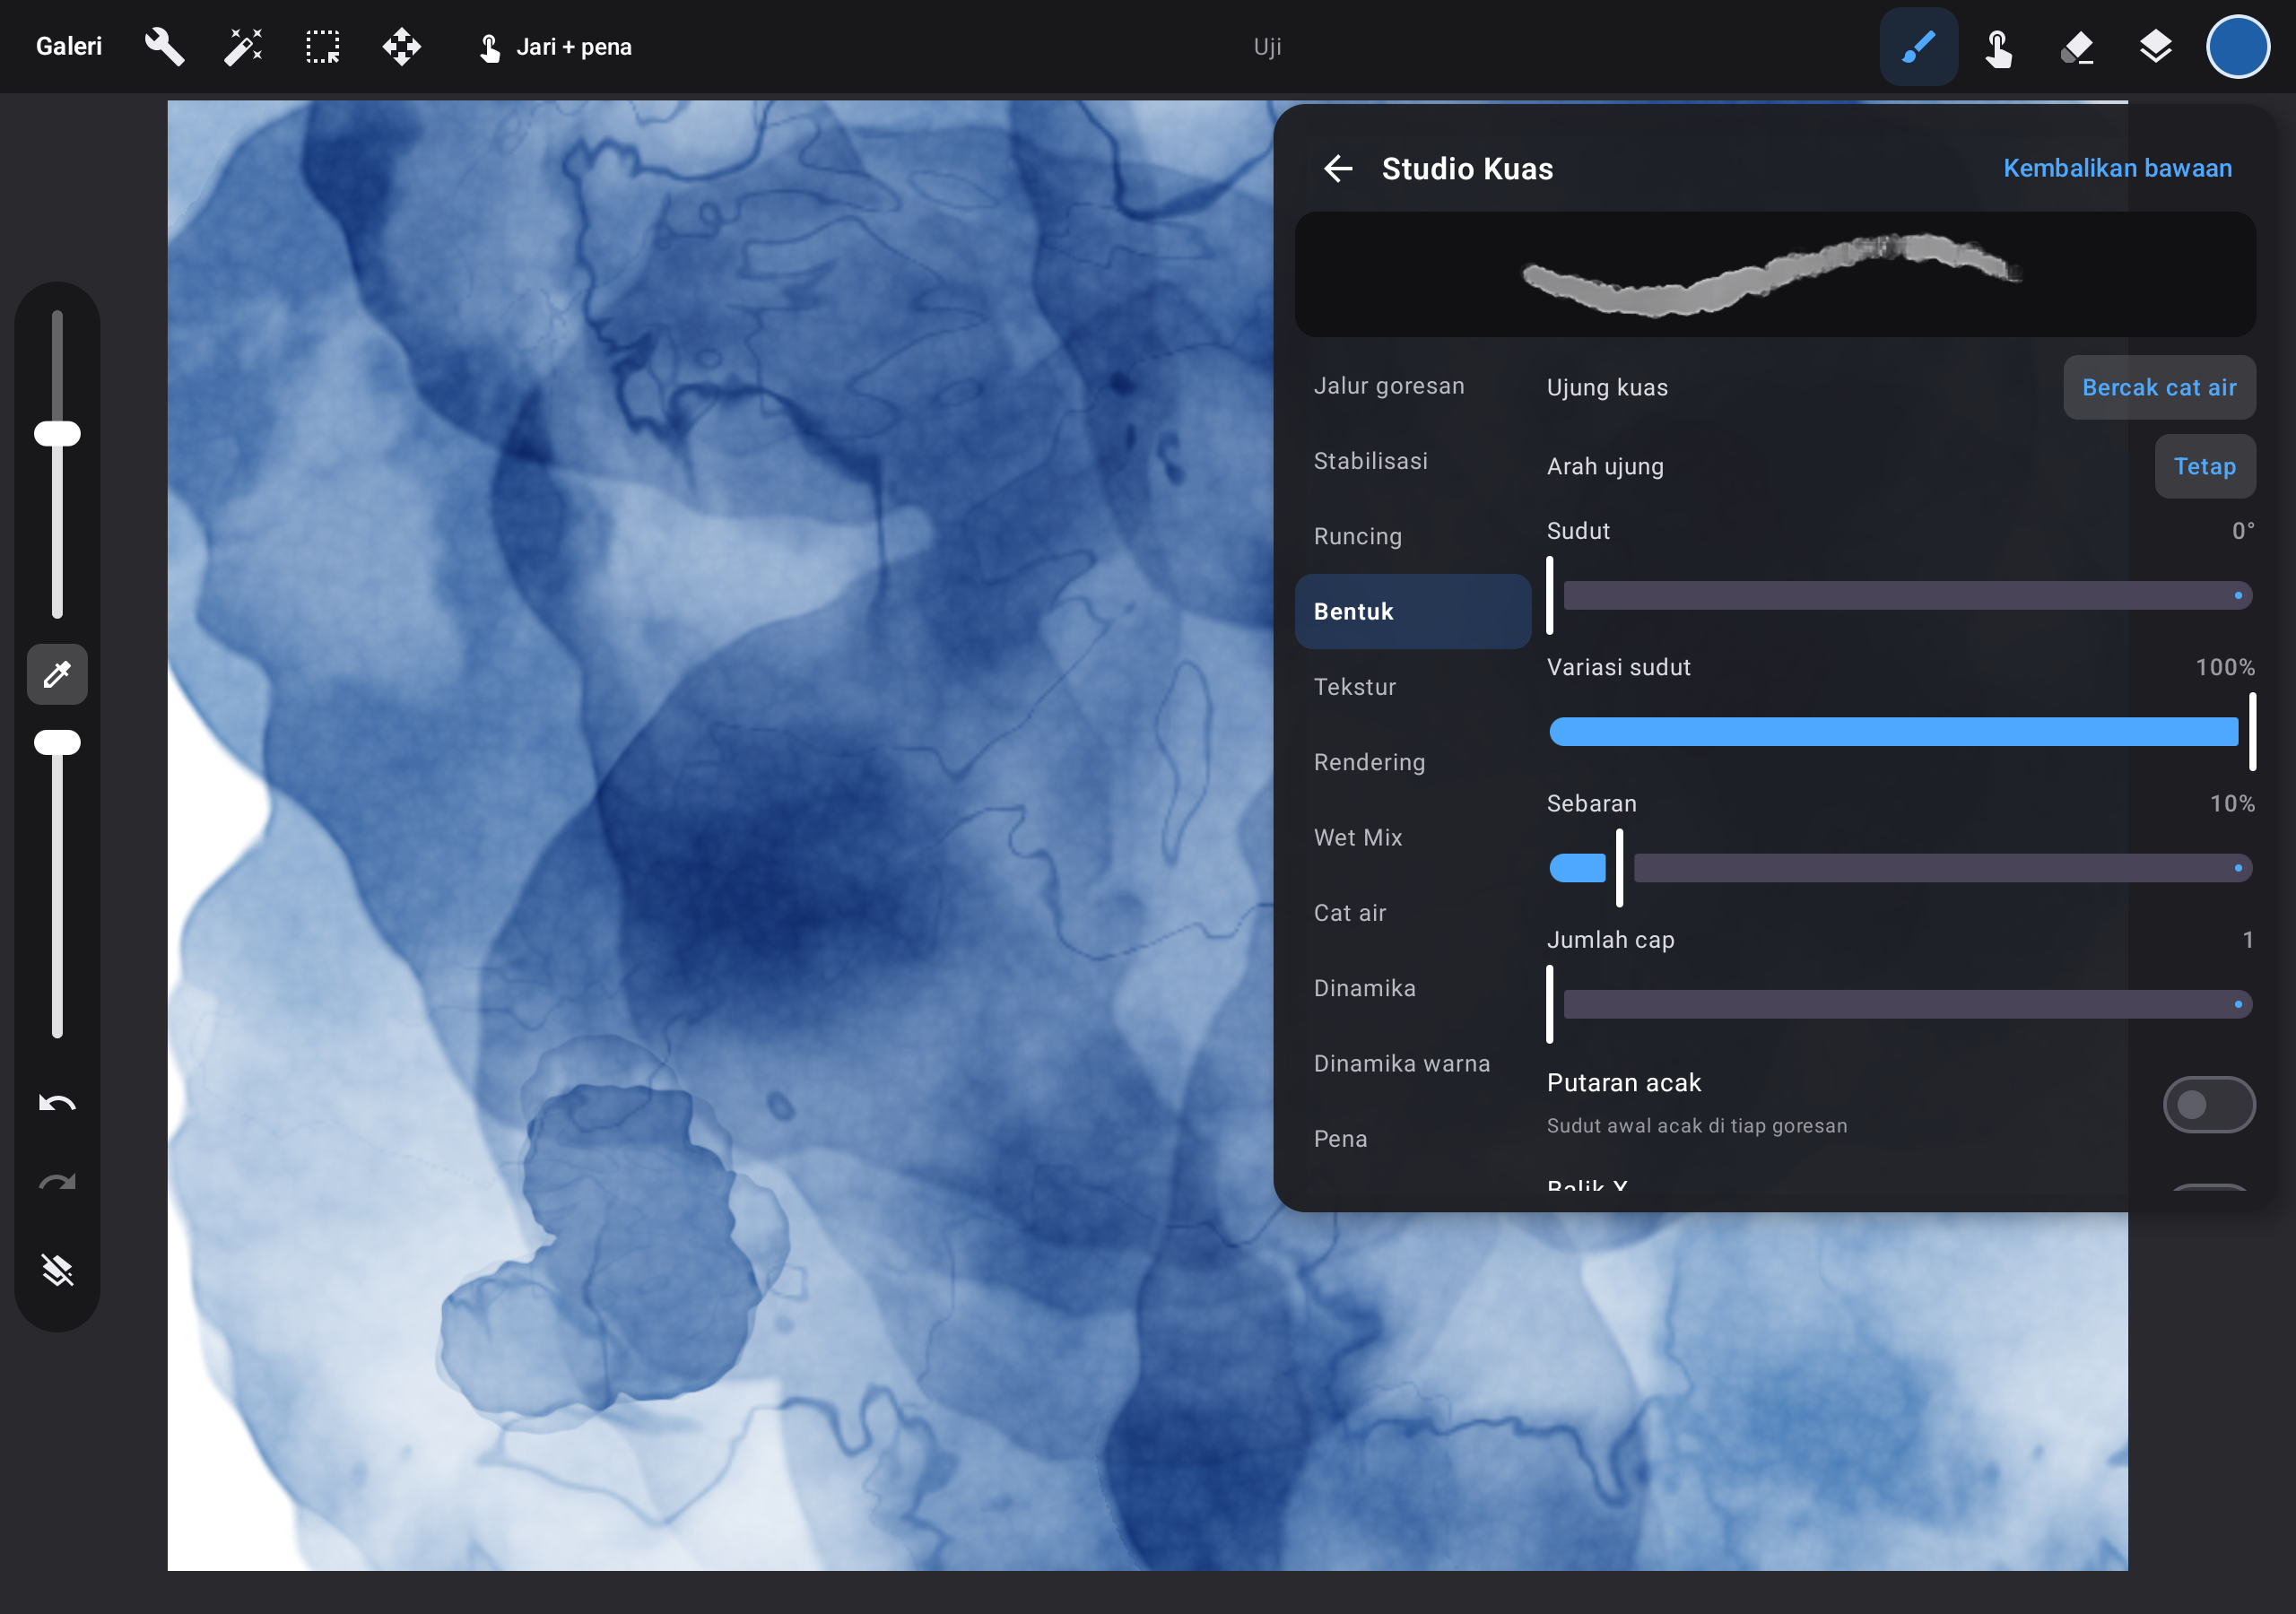 Galeri
Jari + pena
Uji
Studio Kuas
Kembalikan bawaan
Jalur goresan
Stabilisasi
Runcing
Bentuk
Tekstur
Rendering
Wet Mix
Cat air
Dinamika
Dinamika warna
Pena
Ujung kuas
Bercak cat air
Arah ujung
Tetap
Sudut
0°
Variasi sudut
100%
Sebaran
10%
Jumlah cap
1
Putaran acak
Sudut awal acak di tiap goresan
Balik X